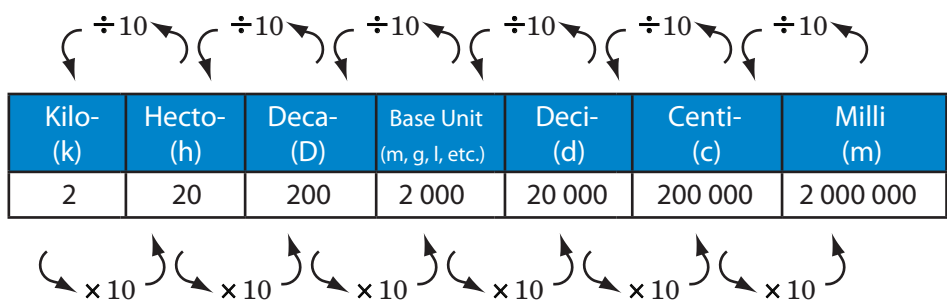 ÷10 ÷10 ÷10 ÷10 ÷10 ÷10
Kilo- Hecto- Deca- Base Unit Deci- Centi- Milli
(k) (h) (D) (m, g, l, etc.) (d) (c) (m)
2 20 200 2 000 20 000 200 000 2 000 000
× 10 × 10 × 10 × 10 × 10 × 10